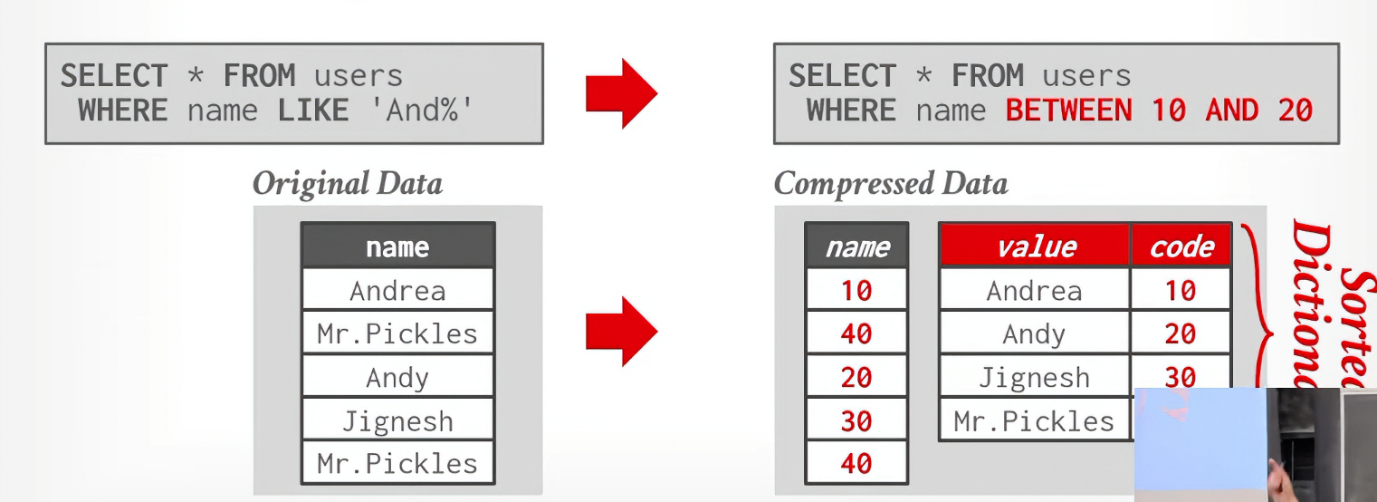 SELECT * FROM users
WHERE name LIKE 'And%'
SELECT * FROM users
WHERE name BETWEEN 10 AND 20
Original Data
name
Andrea
Mr.Pickles
Andy
Jignesh
Mr.Pickles
Compressed Data
name
10
40
20
30
40
value code
Andrea 10
Andy 20
Jignesh 30
Mr.Pickles
Sorted